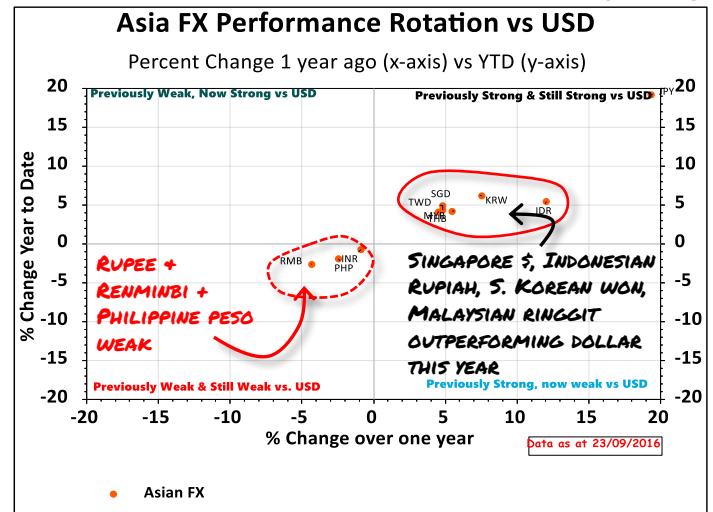 Asia FX Performance Rotation vs USD
Percent Change 1 year ago (x-axis) vs YTD (y-axis)
% Change Year to Date
20
15
10
5
0
-5
-10
-15
-20
20
15
10
5
0
-5
-10
-15
-20
Previously Weak, Now Strong vs USD
Previously Strong & Still Strong vs USD
JPY
SGD
TWD
KRW
MYR
THB
IDR
RMB
INR
PHP
RUPEE +
RENMINBI +
PHILIPPINE PESO
WEAK
SINGAPORE $, INDONESIAN
RUPIAH, S. KOREAN WON,
MALAYSIAN RINGGIT
OUTPERFORMING DOLLAR
THIS YEAR
Previously Weak & Still Weak vs. USD
Previously Strong, now weak vs USD
-20 -15 -10 -5 0 5 10 15 20
% Change over one year
Data as at 23/09/2016
Asian FX